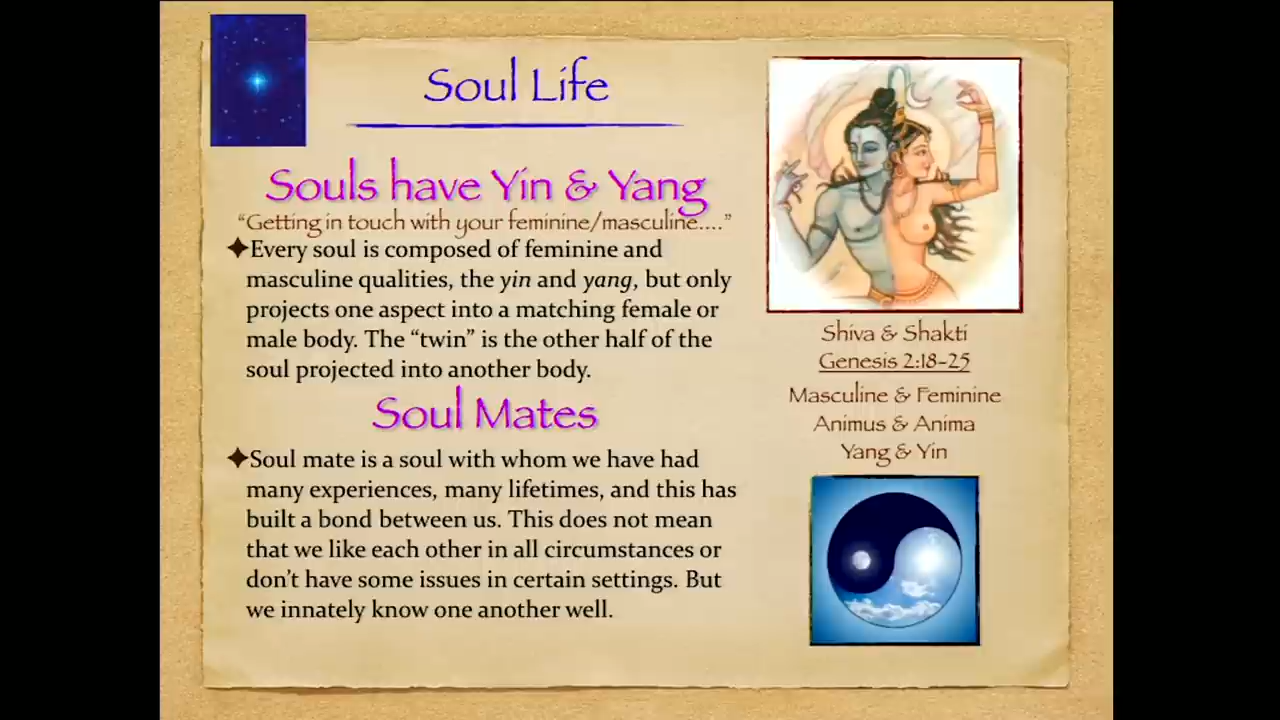 Soul Life
Souls have Yin & Yang
“Getting in touch with your feminine/masculine....”
✦Every soul is composed of feminine and
masculine qualities, the yin and yang, but only
projects one aspect into a matching female or
male body. The “twin” is the other half of the
soul projected into another body.
Soul Mates
✦Soul mate is a soul with whom we have had
many experiences, many lifetimes, and this has
built a bond between us. This does not mean
that we like each other in all circumstances or
don’t have some issues in certain settings. But
we innately know one another well.
Shiva & Shakti
Genesis 2:18-25
Masculine & Feminine
Animus & Anima
Yang & Yin